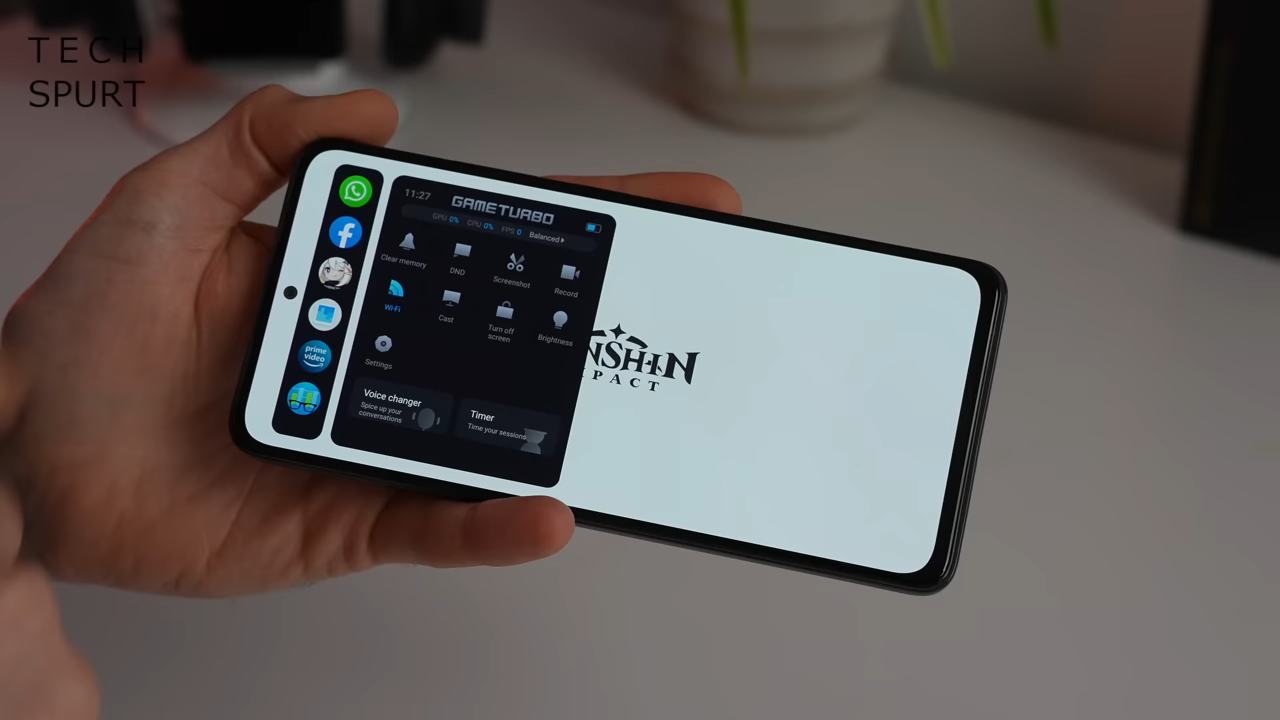 TECH
SPURT
11:27
GAMETURBO
GPU 0% CPU 0% FPS 0 Balanced
Clear memory
DND
Screenshot
Record
Wi-Fi
Cast
Turn off
screen
Brightness
Settings
Voice changer
Spice up your
conversations
Timer
Time your sessions
prime
video
NSHIN
PACT